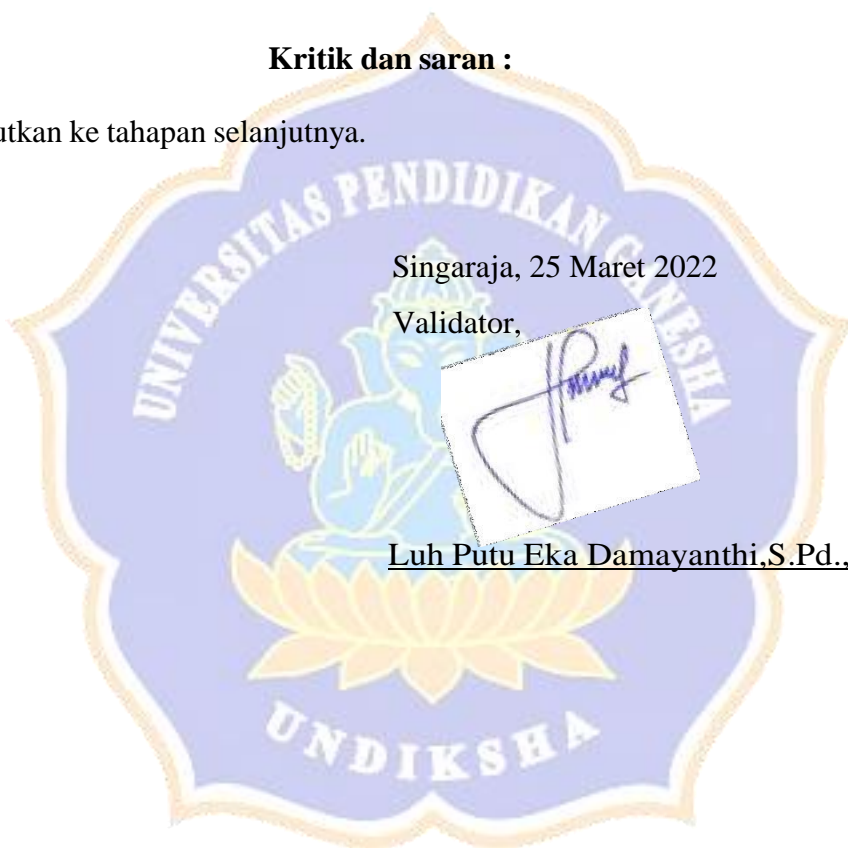 Kritik dan saran :
utkan ke tahapan selanjutnya.
UNIVERSITAS PENDIDIKAN GANESHA
Singaraja, 25 Maret 2022
Validator,
Luh Putu Eka Damayanthi,S.Pd.,
UNDIKSHA